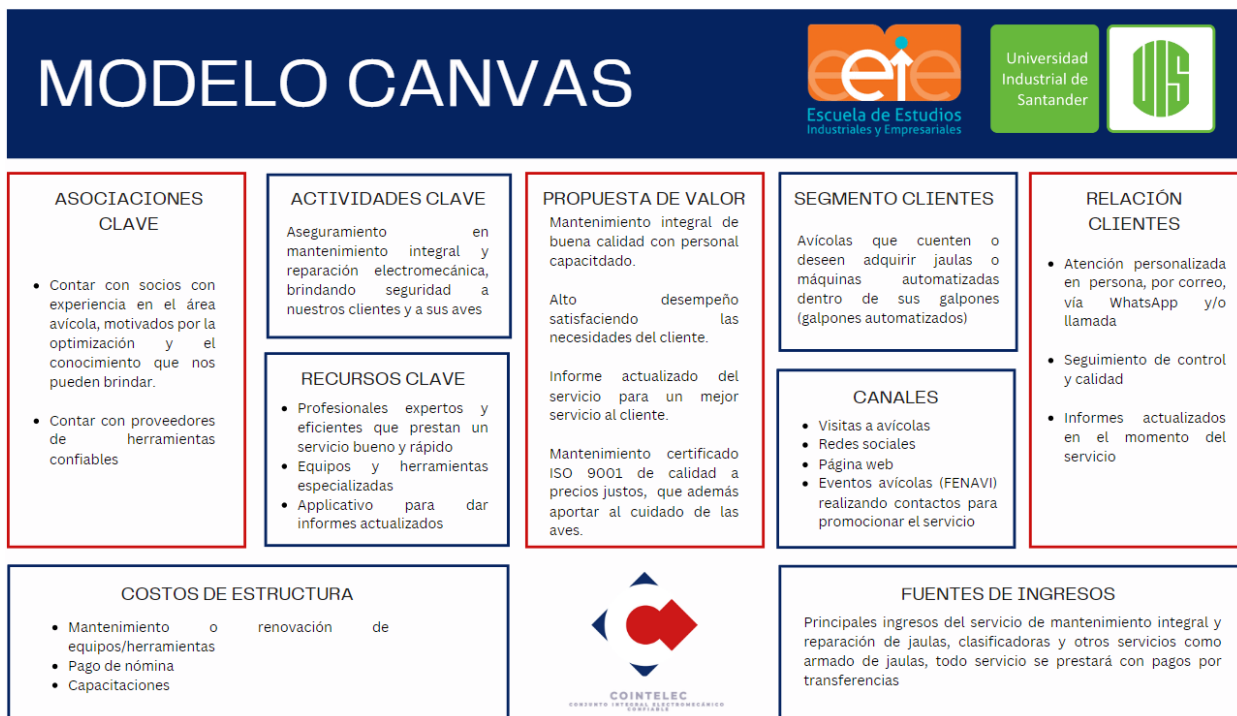 MODELO CANVAS
eeie
Escuela de Estudios
Industriales y Empresariales
Universidad
Industrial de
Santander
UIS
ASOCIACIONES
CLAVE
• Contar con socios con
experiencia en el área
avícola, motivados por la
optimización y el
conocimiento que nos
pueden brindar.
• Contar con proveedores
de herramientas
confiables
ACTIVIDADES CLAVE
Aseguramiento en
mantenimiento integral y
reparación electromecánica,
brindando seguridad a
nuestros clientes y a sus aves
RECURSOS CLAVE
• Profesionales expertos y
eficientes que prestan un
servicio bueno y rápido
• Equipos y herramientas
especializadas
• Applicativo para dar
informes actualizados
PROPUESTA DE VALOR
Mantenimiento integral de
buena calidad con personal
capacitdado.
Alto desempeño
satisfaciendo las
necesidades del cliente.
Informe actualizado del
servicio para un mejor
servicio al cliente.
Mantenimiento certificado
ISO 9001 de calidad a
precios justos, que además
aportar al cuidado de las
aves.
SEGMENTO CLIENTES
Avícolas que cuenten o
deseen adquirir jaulas o
máquinas automatizadas
dentro de sus galpones
(galpones automatizados)
CANALES
• Visitas a avícolas
• Redes sociales
• Página web
• Eventos avícolas (FENAVI)
realizando contactos para
promocionar el servicio
RELACIÓN
CLIENTES
• Atención personalizada
en persona, por correo,
vía WhatsApp y/o
llamada
• Seguimiento de control
y calidad
• Informes actualizados
en el momento del
servicio
COSTOS DE ESTRUCTURA
• Mantenimiento o renovación de
equipos/herramientas
• Pago de nómina
• Capacitaciones
COINTELEC
CONJUNTO INTEGRAL ELECTROMECÁNICO
CONFIABLE
FUENTES DE INGRESOS
Principales ingresos del servicio de mantenimiento integral y
reparación de jaulas, clasificadoras y otros servicios como
armado de jaulas, todo servicio se prestará con pagos por
transferencias